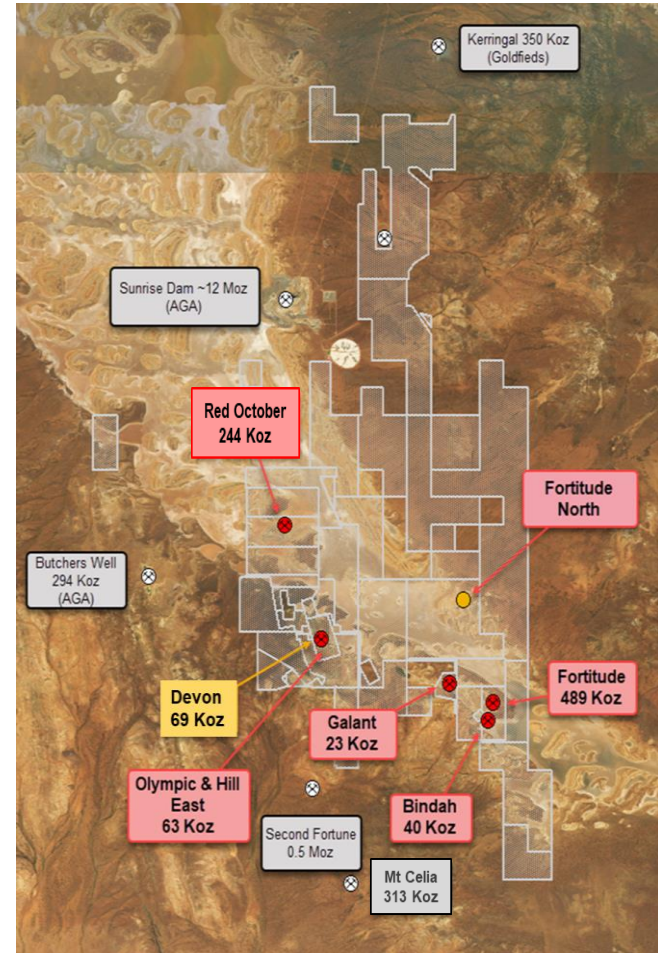 Kerringal 350 Koz
(Goldfieds)
Sunrise Dam ~12 Moz
(AGA)
Red October
244 Koz
Fortitude
North
Butchers Well
294 Koz
(AGA)
Devon
69 Koz
Galant
23 Koz
Fortitude
489 Koz
Olympic & Hill
East
63 Koz
Bindah
40 Koz
Second Fortune
0.5 Moz
Mt Celia
313 Koz